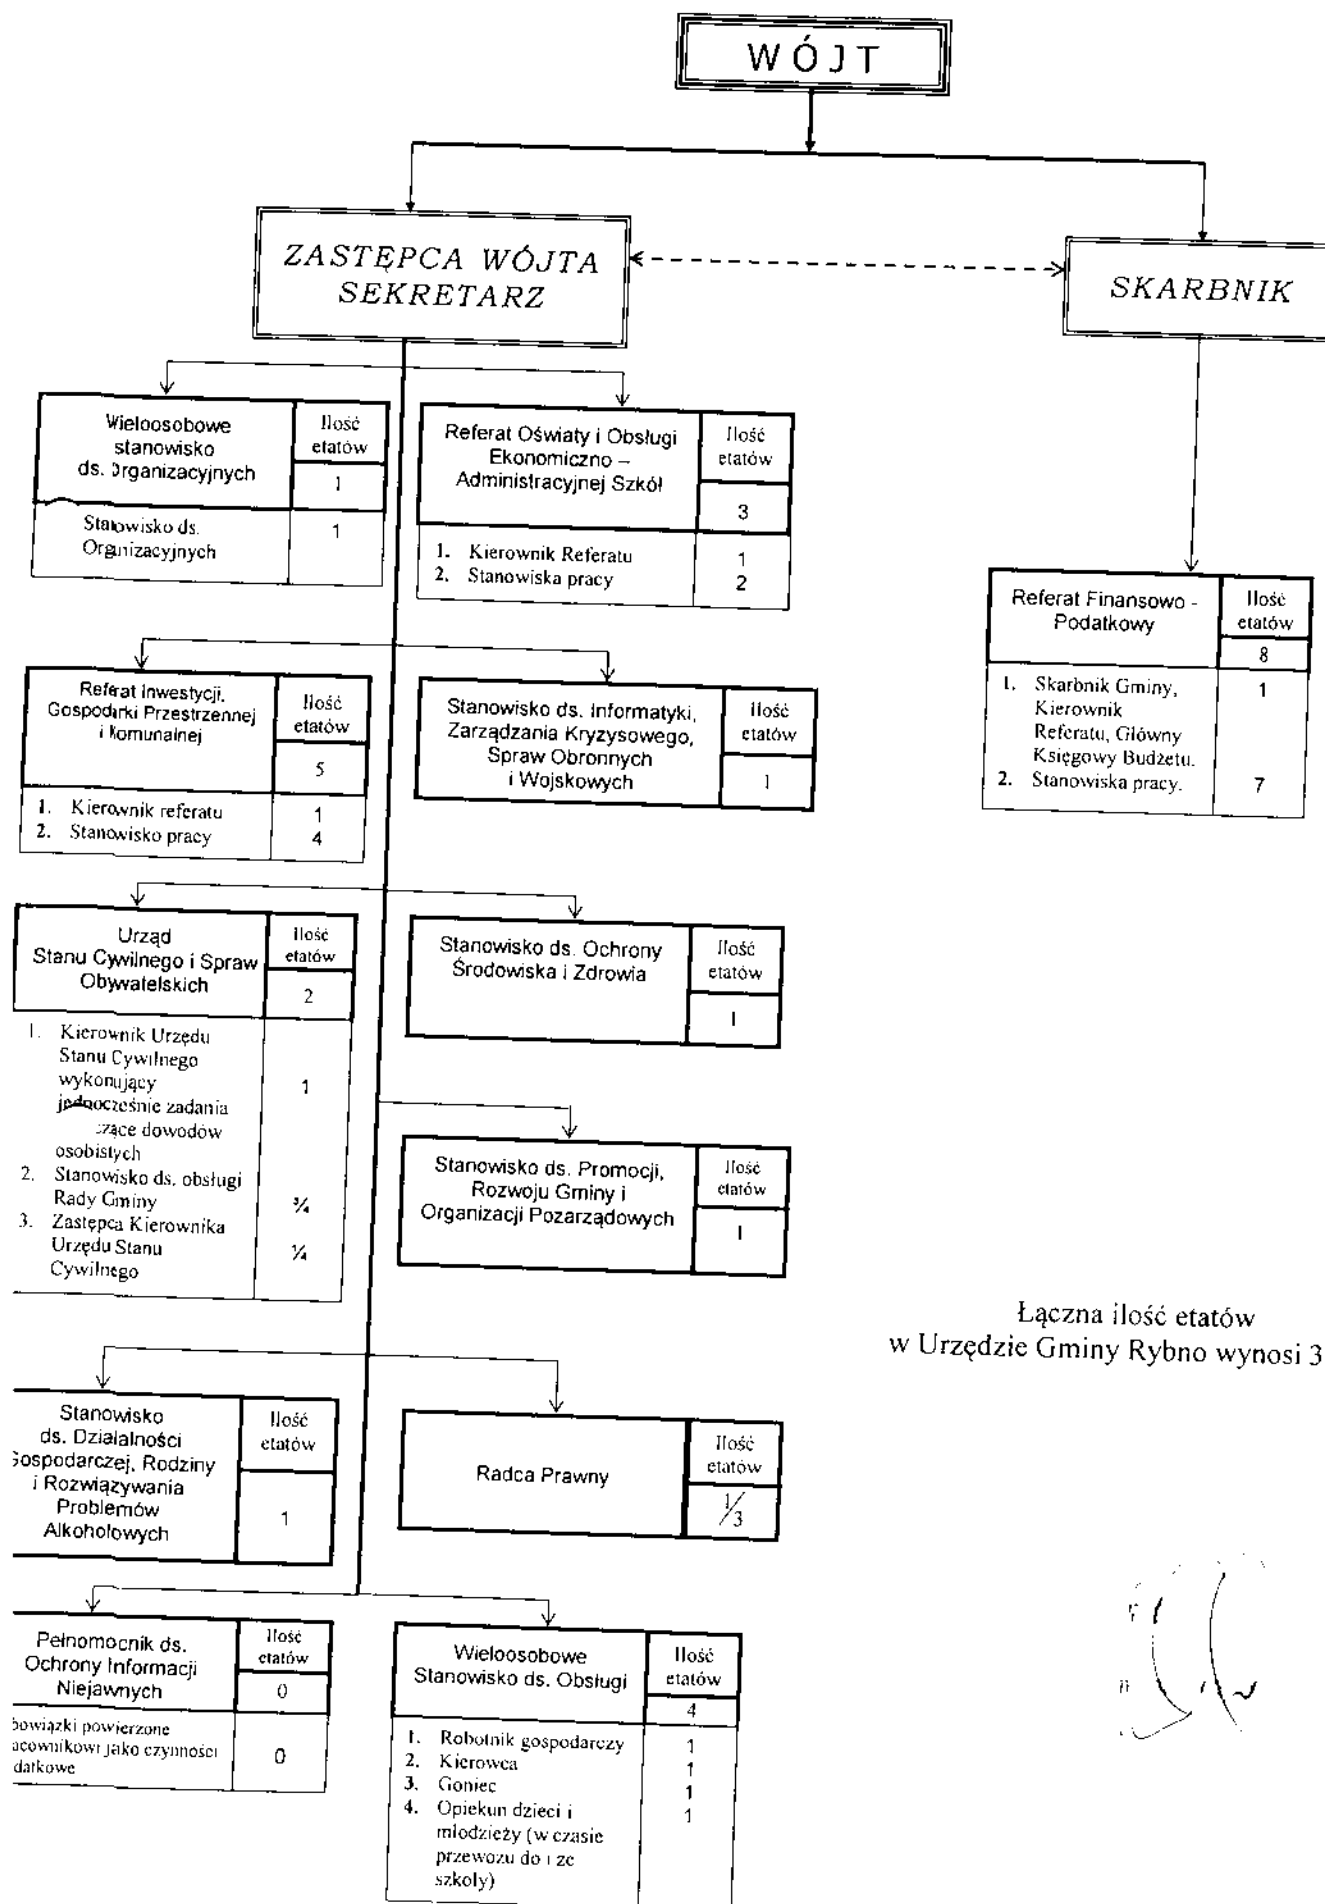 WÓJT
ZASTĘPCA WÓJTA
SEKRETARZ
SKARBNIK
Wieloosobowe
stanowisko
ds. Organizacyjnych
Ilość
etatów
1
Stanowisko ds.
Organizacyjnych
1
Referat Oświaty i Obsługi
Ekonomiczno –
Administracyjnej Szkół
Ilość
etatów
3
1. Kierownik Referatu 1
2. Stanowiska pracy 2
Referat Finansowo -
Podatkowy
Ilość
etatów
8
1. Skarbnik Gminy, 1
Kierownik
Referatu, Główny
Księgowy Budżetu.
2. Stanowiska pracy. 7
Referat Inwestycji,
Gospodarki Przestrzennej
i Komunalnej
Ilość
etatów
5
1. Kierownik referatu 1
2. Stanowisko pracy 4
Stanowisko ds. Informatyki,
Zarządzania Kryzysowego,
Spraw Obronnych
i Wojskowych
Ilość
etatów
1
Urząd
Stanu Cywilnego i Spraw
Obywatelskich
Ilość
etatów
2
1. Kierownik Urzędu
Stanu Cywilnego
wykonujący 1
jednocześnie zadania
czące dowodów
osobistych
2. Stanowisko ds. obsługi
Rady Gminy ¾
3. Zastępca Kierownika
Urzędu Stanu ¼
Cywilnego
Stanowisko ds. Ochrony
Środowiska i Zdrowia
Ilość
etatów
1
Stanowisko ds. Promocji,
Rozwoju Gminy i
Organizacji Pozarządowych
Ilość
etatów
1
Łączna ilość etatów
w Urzędzie Gminy Rybno wynosi 3
Stanowisko
ds. Działalności
Gospodarczej, Rodziny
i Rozwiązywania
Problemów
Alkoholowych
Ilość
etatów
1
Radca Prawny
Ilość
etatów
1/3
Pełnomocnik ds.
Ochrony Informacji
Niejawnych
Ilość
etatów
0
bowiązki powierzone
acownikowi jako czynności
datkowe
0
Wieloosobowe
Stanowisko ds. Obsługi
Ilość
etatów
4
1. Robotnik gospodarczy 1
2. Kierowca 1
3. Goniec 1
4. Opiekun dzieci i 1
młodzieży (w czasie
przewozu do i ze
szkoły)